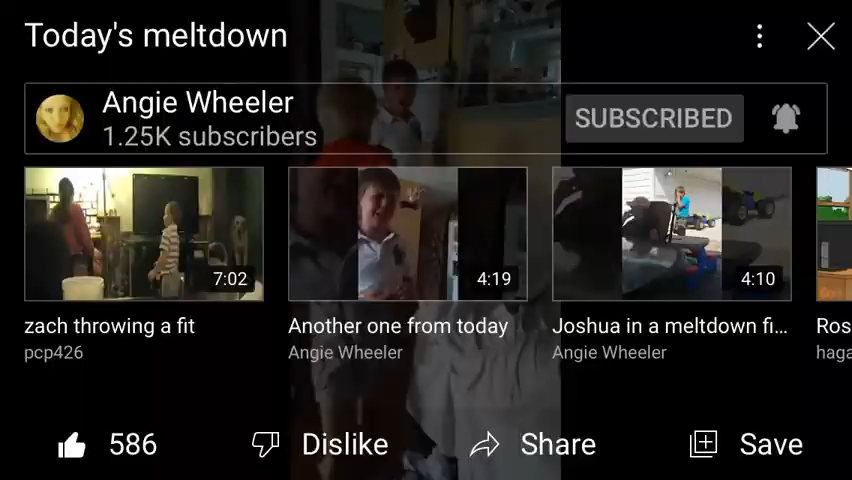 Today's meltdown
Angie Wheeler
1.25K subscribers
SUBSCRIBED
7:02
4:19
4:10
zach throwing a fit
Another one from today
Joshua in a meltdown fi...
Ros
pcp426
Angie Wheeler
Angie Wheeler
haga
586
Dislike
Share
Save